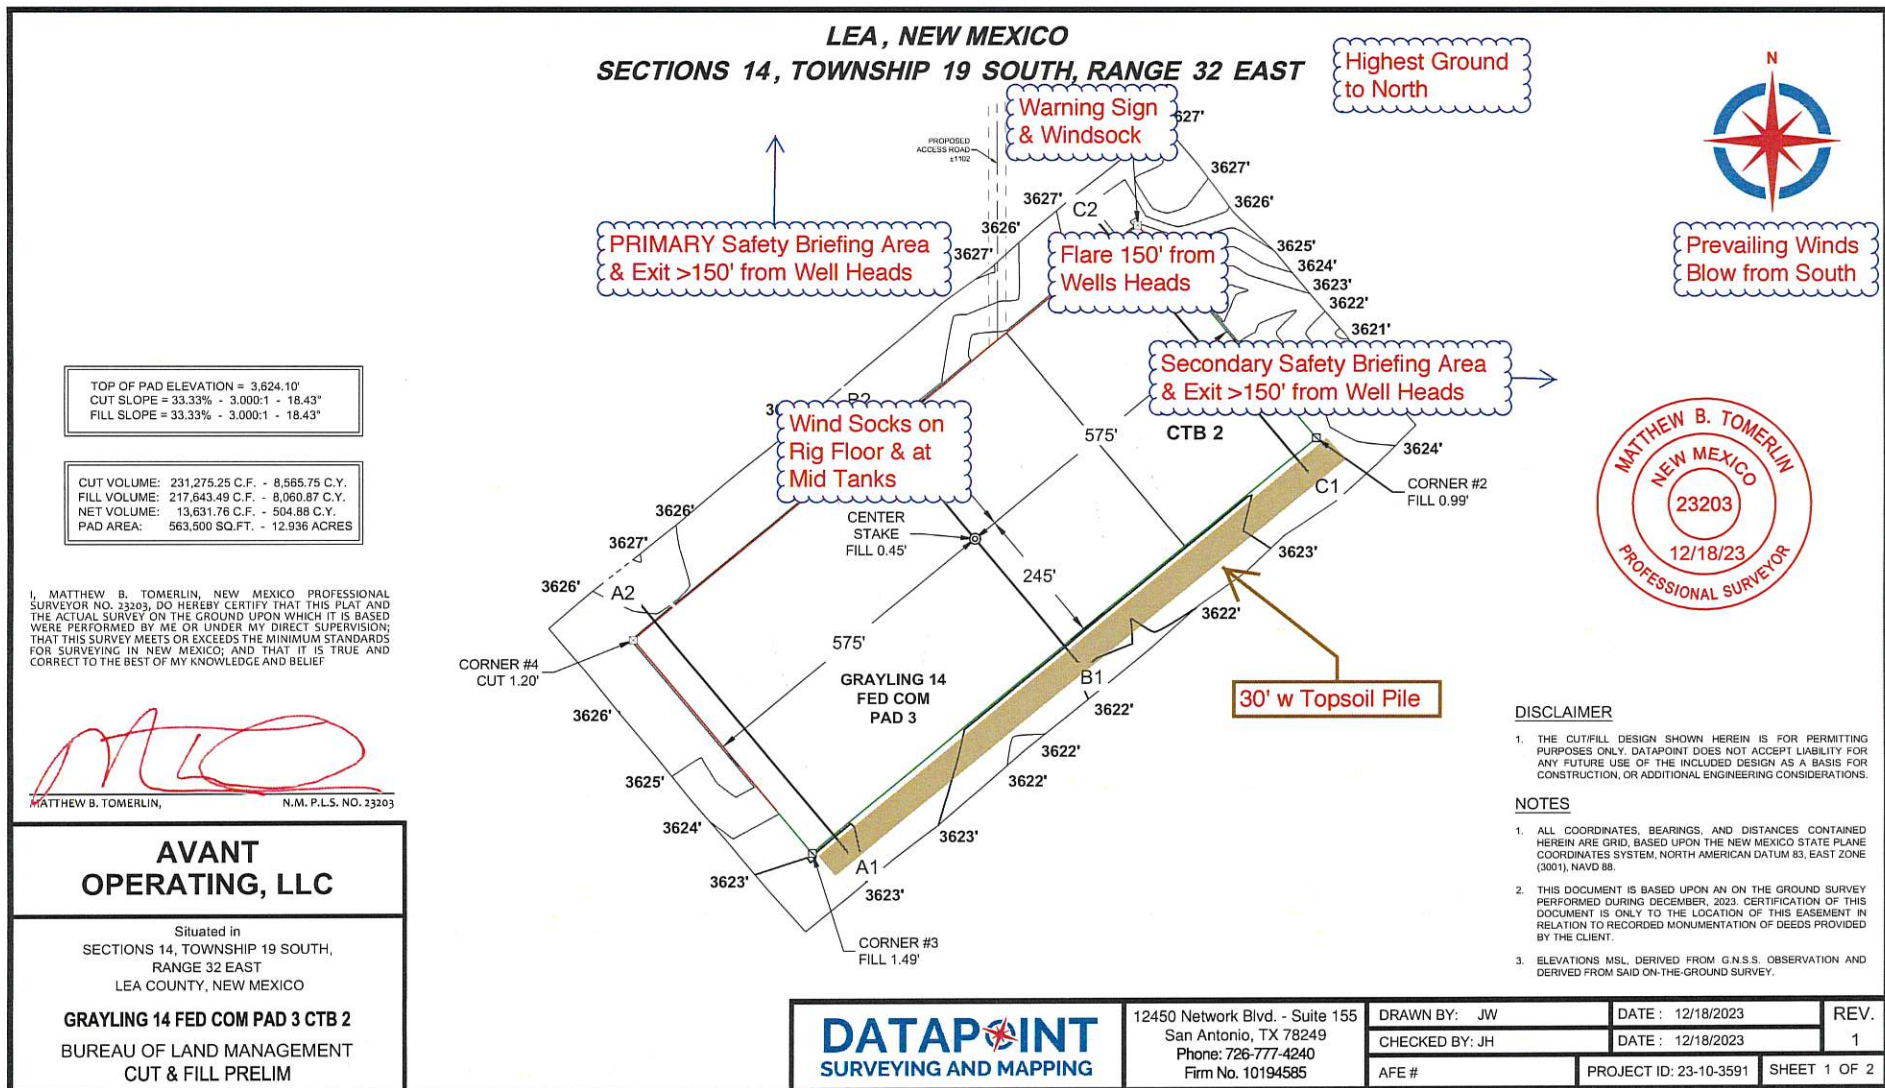 LEA, NEW MEXICO
SECTIONS 14, TOWNSHIP 19 SOUTH, RANGE 32 EAST
Highest Ground
to North
N
Warning Sign
& Windsock
627'
PROPOSED
ACCESS ROAD
±1102
3627'
3627'
3626'
C2
3626'
3627'
PRIMARY Safety Briefing Area
& Exit >150' from Well Heads
Flare 150' from
Wells Heads
3625'
3624'
3623'
3622'
3621'
Prevailing Winds
Blow from South
Secondary Safety Briefing Area
& Exit >150' from Well Heads
TOP OF PAD ELEVATION = 3,624.10'
CUT SLOPE = 33.33% - 3.000:1 - 18.43°
FILL SLOPE = 33.33% - 3.000:1 - 18.43°
B2
Wind Socks on
Rig Floor & at
Mid Tanks
575'
CTB 2
3624'
CUT VOLUME: 231,275.25 C.F. - 8,565.75 C.Y.
FILL VOLUME: 217,643.49 C.F. - 8,060.87 C.Y.
NET VOLUME: 13,631.76 C.F. - 504.88 C.Y.
PAD AREA: 563,500 SQ.FT. - 12.936 ACRES
C1
CORNER #2
FILL 0.99'
MATTHEW B. TOMERLIN
NEW MEXICO
23203
12/18/23
PROFESSIONAL SURVEYOR
3626'
3627'
3626'
CENTER
STAKE
FILL 0.45'
3623'
245'
A2
3622'
I, MATTHEW B. TOMERLIN, NEW MEXICO PROFESSIONAL
SURVEYOR NO. 23203, DO HEREBY CERTIFY THAT THIS PLAT AND
THE ACTUAL SURVEY ON THE GROUND UPON WHICH IT IS BASED
WERE PERFORMED BY ME OR UNDER MY DIRECT SUPERVISION;
THAT THIS SURVEY MEETS OR EXCEEDS THE MINIMUM STANDARDS
FOR SURVEYING IN NEW MEXICO; AND THAT IT IS TRUE AND
CORRECT TO THE BEST OF MY KNOWLEDGE AND BELIEF
CORNER #4
CUT 1.20'
575'
GRAYLING 14
FED COM
PAD 3
B1
30' w Topsoil Pile
3626'
3622'
3622'
3622'
3625'
3624'
3623'
3623'
A1
3623'
CORNER #3
FILL 1.49'
MATTHEW B. TOMERLIN,
N.M. P.L.S. NO. 23203
DISCLAIMER
1. THE CUT/FILL DESIGN SHOWN HEREIN IS FOR PERMITTING
PURPOSES ONLY. DATAPOINT DOES NOT ACCEPT LIABILITY FOR
ANY FUTURE USE OF THE INCLUDED DESIGN AS A BASIS FOR
CONSTRUCTION, OR ADDITIONAL ENGINEERING CONSIDERATIONS.
NOTES
1. ALL COORDINATES, BEARINGS, AND DISTANCES CONTAINED
HEREIN ARE GRID, BASED UPON THE NEW MEXICO STATE PLANE
COORDINATES SYSTEM, NORTH AMERICAN DATUM 83, EAST ZONE
(3001), NAVD 88.
2. THIS DOCUMENT IS BASED UPON AN ON THE GROUND SURVEY
PERFORMED DURING DECEMBER, 2023. CERTIFICATION OF THIS
DOCUMENT IS ONLY TO THE LOCATION OF THIS EASEMENT IN
RELATION TO RECORDED MONUMENTATION OF DEEDS PROVIDED
BY THE CLIENT.
3. ELEVATIONS MSL, DERIVED FROM G.N.S.S. OBSERVATION AND
DERIVED FROM SAID ON-THE-GROUND SURVEY.
AVANT
OPERATING, LLC
Situated in
SECTIONS 14, TOWNSHIP 19 SOUTH,
RANGE 32 EAST
LEA COUNTY, NEW MEXICO
GRAYLING 14 FED COM PAD 3 CTB 2
BUREAU OF LAND MANAGEMENT
CUT & FILL PRELIM
DATAPOINT
SURVEYING AND MAPPING
12450 Network Blvd. - Suite 155
San Antonio, TX 78249
Phone: 726-777-4240
Firm No. 10194585
DRAWN BY: JW
DATE : 12/18/2023
REV.
1
CHECKED BY: JH
DATE : 12/18/2023
AFE #
PROJECT ID: 23-10-3591
SHEET 1 OF 2